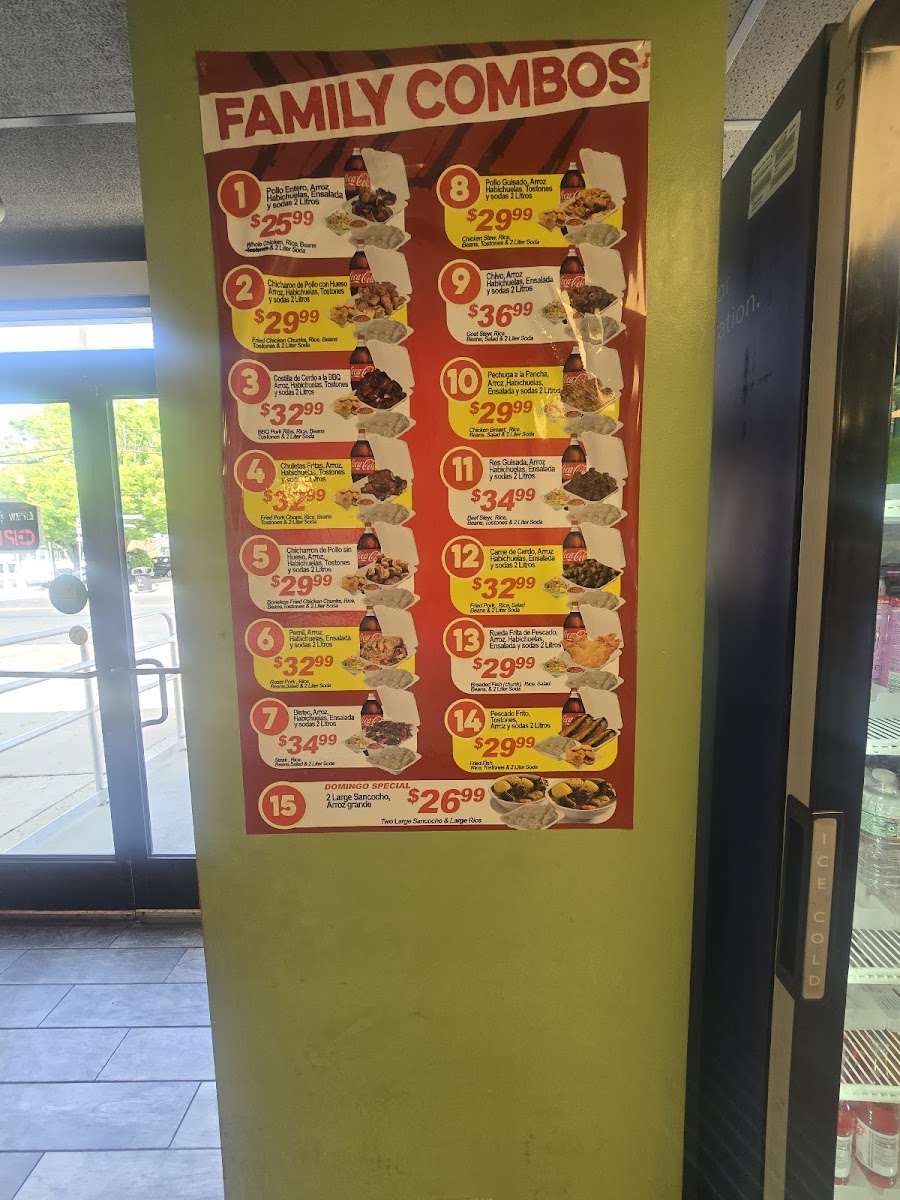 FAMILY COMBOS
1
Pollo Entero, Arroz
Habichuelas, Ensalada
y sodas 2 Litros
$25.99
Whole Chicken, Rice, Beans
Tostones & 2 Liter Soda
2
Chicharon de Pollo con Hueso
Arroz, Habichuelas, Tostones
y sodas 2 Litros
$29.99
Fried Chicken Chunks, Rice, Beans
Tostones & 2 Liter Soda
3
Costilla de Cerdo a la BBQ
Arroz, Habichuelas, Tostones
y sodas 2 Litros
$32.99
BBQ Pork Ribs, Rice, Beans
Tostones & 2 Liter Soda
4
Chuletas Fritas, Arroz,
Habichuelas, Tostones
y sodas 2 Litros
$32.99
Fried Pork Chops, Rice, Beans
Tostones & 2 Liter Soda
5
Chicharron de Pollo sin
Hueso, Arroz,
Habichuelas, Tostones
y sodas 2 Litros
$29.99
Boneless Fried Chicken Chunks, Rice,
Beans, Tostones & 2 Liter Soda
6
Pernil, Arroz,
Habichuelas, Ensalada
y sodas 2 Litros
$32.99
Roast Pork, Rice,
Beans, Salad & 2 Liter Soda
7
Bistec, Arroz,
Habichuelas, Ensalada
y sodas 2 Litros
$34.99
Steak, Rice
Beans, Salad & 2 Liter Soda
8
Pollo Guisado, Arroz
Habichuelas, Tostones
y sodas 2 Litros
$29.99
Chicken Stew, Rice,
Beans, Tostones & 2 Liter Soda
9
Chivo, Arroz
Habichuelas, Ensalada
y sodas 2 Litros
$36.99
Goat Stew, Rice,
Beans, Salad & 2 Liter Soda
10
Pechuga a la Pancha,
Arroz, Habichuelas,
Ensalada y sodas 2 Litros
$29.99
Chicken Breast, Rice,
Beans, Salad & 2 Liter Soda
11
Res Guisada, Arroz
Habichuelas, Ensalada
y sodas 2 Litros
$34.99
Beef Stew, Rice,
Beans, Tostones & 2 Liter Soda
12
Carne de Cerdo, Arroz
Habichuelas, Ensalada
y sodas 2 Litros
$32.99
Fried Pork, Rice, Salad
Beans & 2 Liter Soda
13
Rueda Frita de Pescado,
Arroz, Habichuelas,
Ensalada y sodas 2 Litros
$29.99
Breaded Fish (chunk), Rice, Salad
Beans, & 2 Liter Soda
14
Pescado Frito,
Tostones,
Arroz y sodas 2 Litros
$29.99
Fried Fish,
Rice, Tostones & 2 Liter Soda
15
DOMINGO SPECIAL
2 Large Sancocho,
Arroz grande
$26.99
Two Large Sancocho & Large Rice
Coca-Cola
ICE COLD